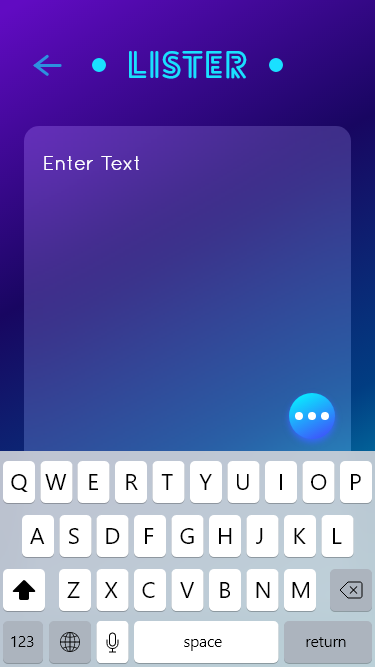 LISTER
Enter Text
Q W E R T Y U I O P
A S D F G H J K L
Z X C V B N M
123 space return